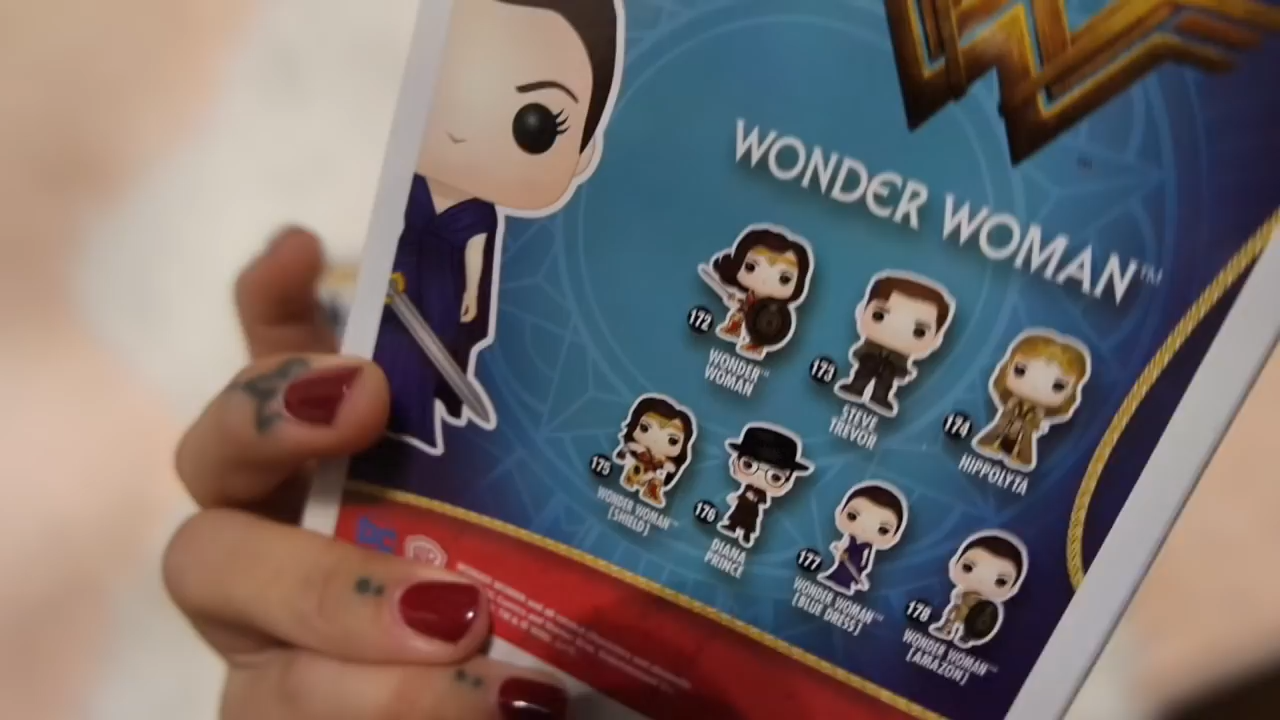 WONDER WOMAN™
172
WONDER™
WOMAN
173
STEVE
TREVOR
174
HIPPOLYTA
175
WONDER WOMAN™
[SHIELD]
176
DIANA
PRINCE
177
WONDER WOMAN™
[BLUE DRESS]
178
WONDER WOMAN™
[AMAZON]